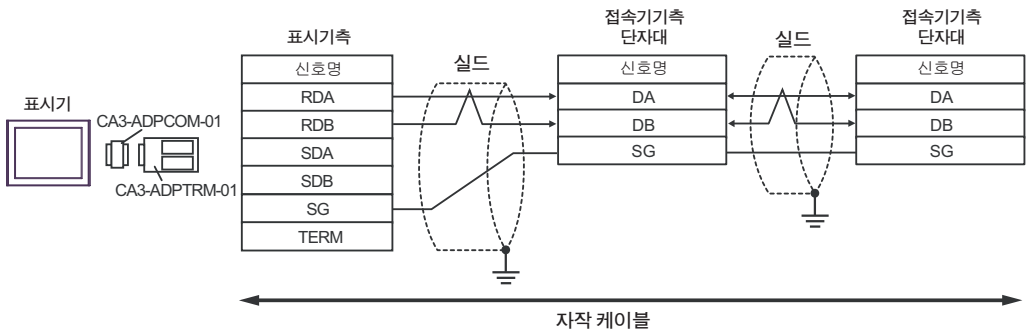 표시기
CA3-ADPCOM-01
CA3-ADPTRM-01
표시기측
신호명
RDA
RDB
SDA
SDB
SG
TERM
실드
접속기기측
단자대
신호명
DA
DB
SG
실드
접속기기측
단자대
신호명
DA
DB
SG
자작 케이블